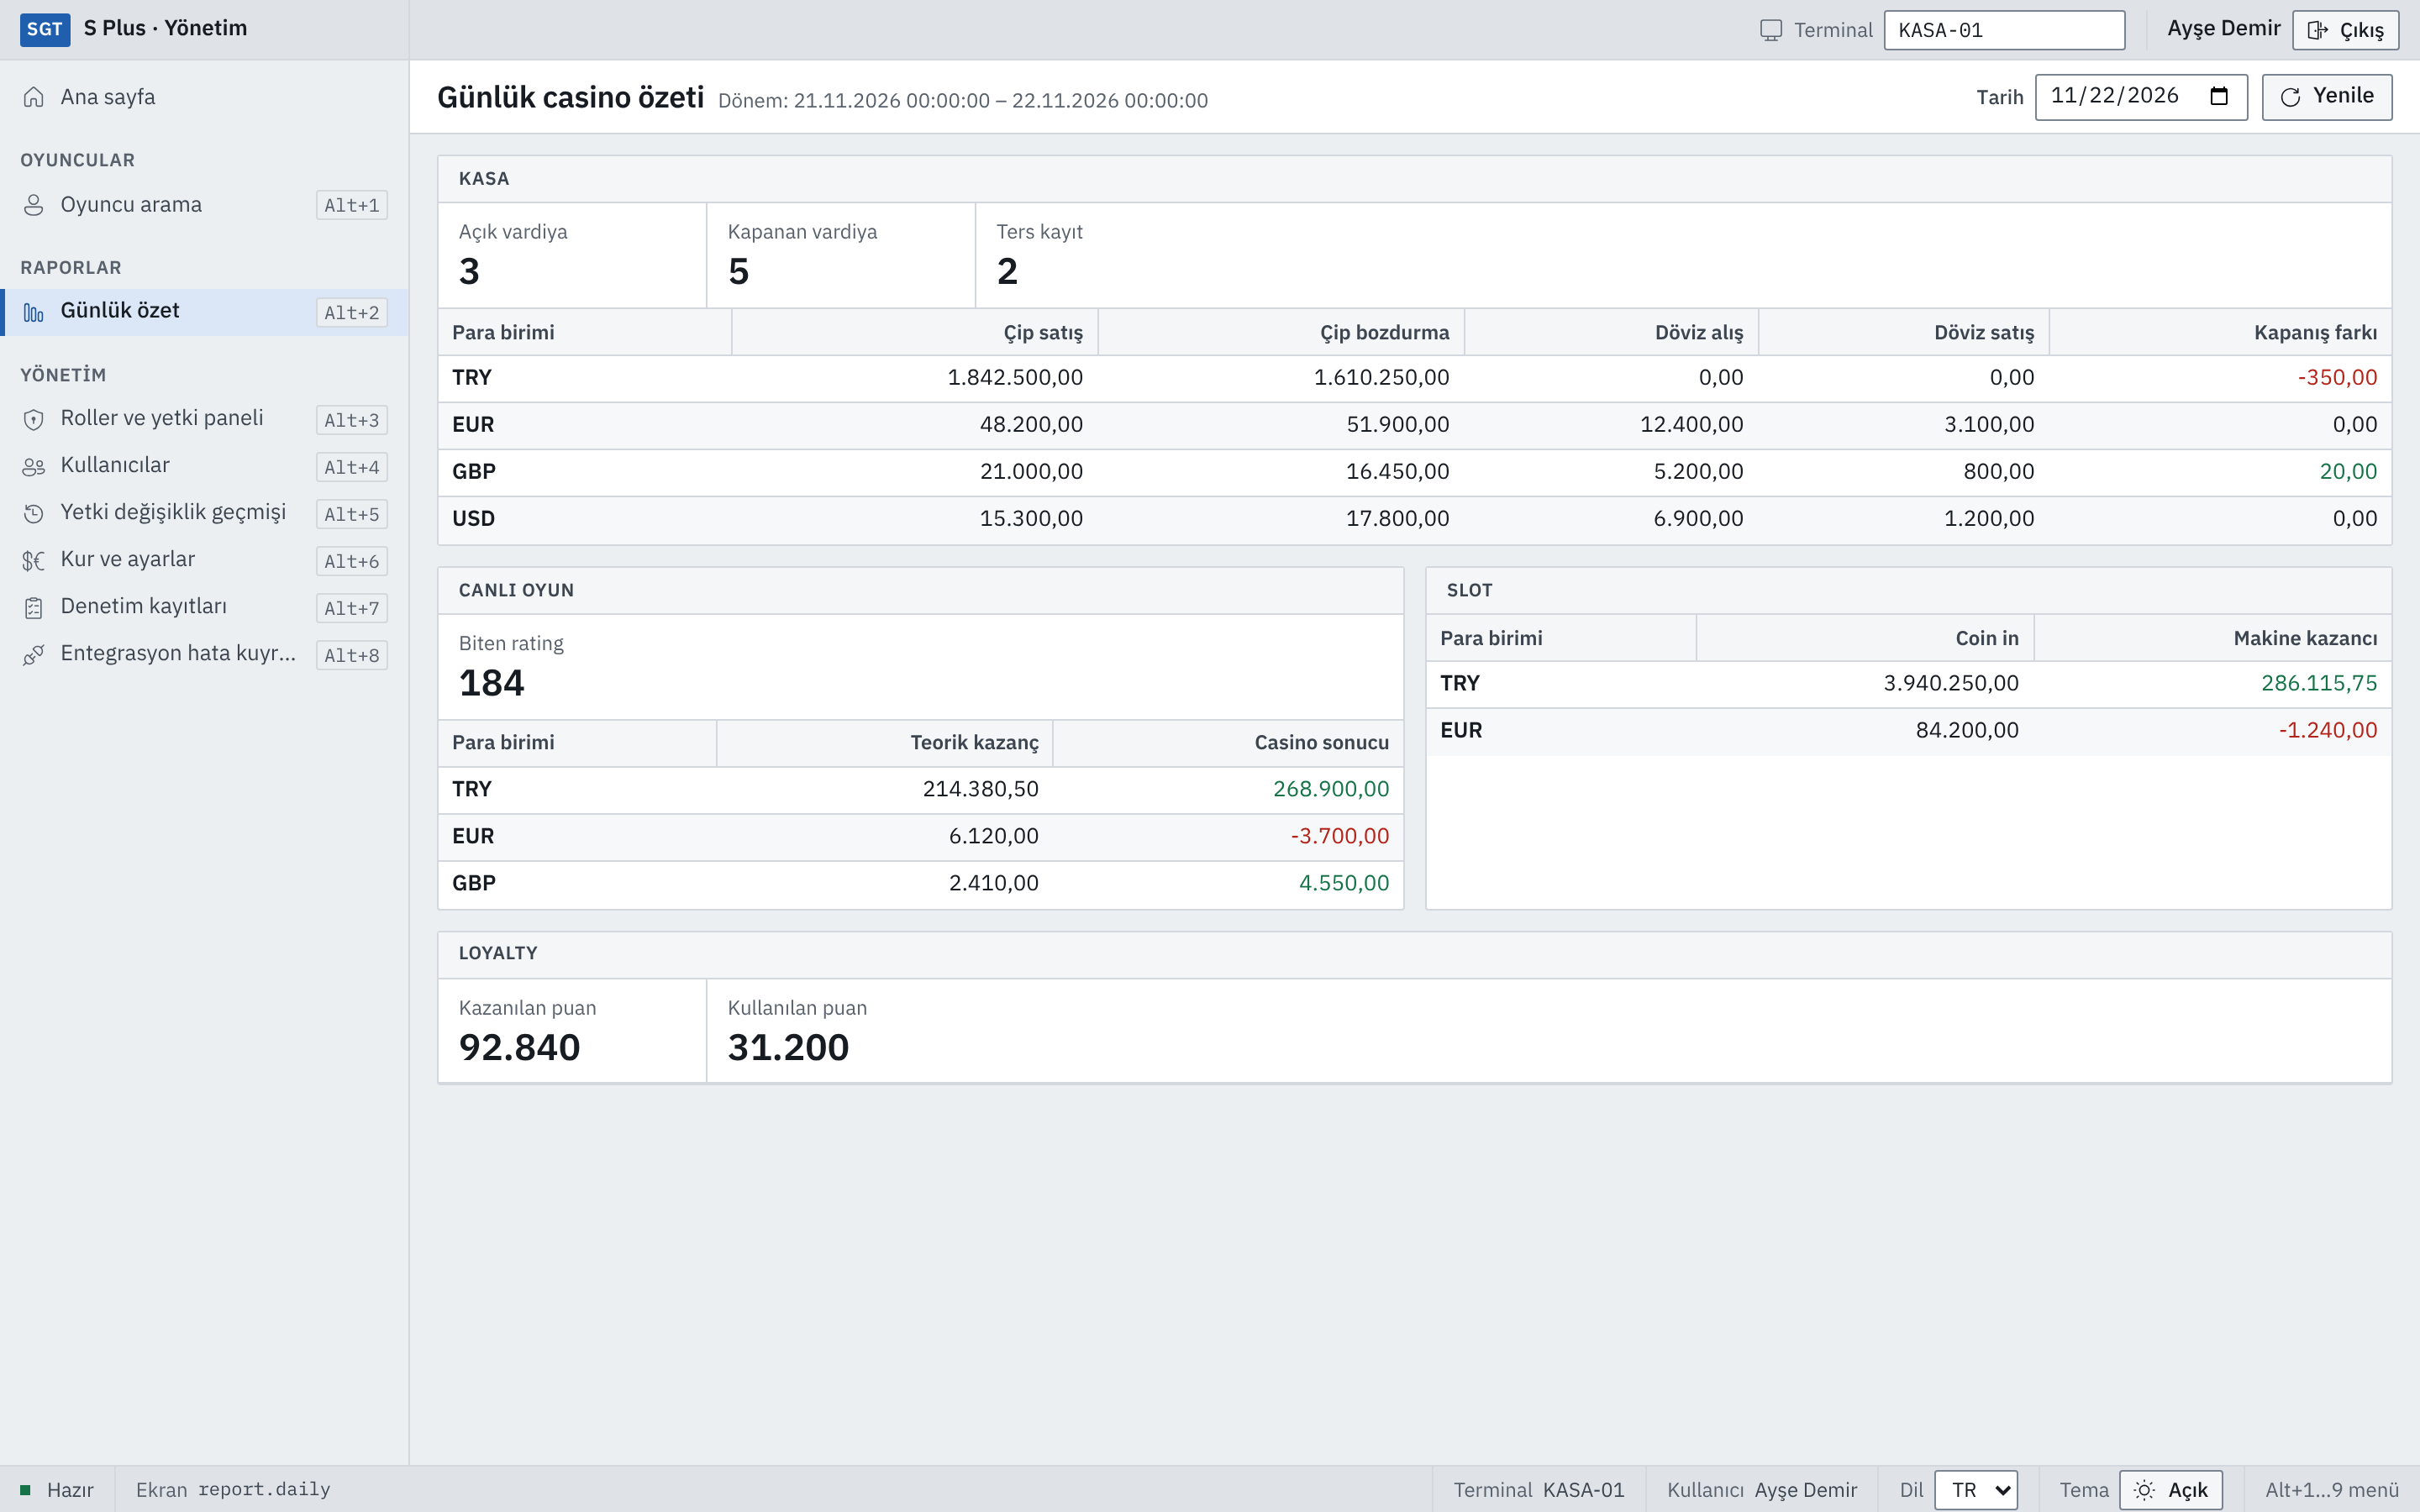 SGT S Plus · Yönetim
Terminal KASA-01 Ayşe Demir Çıkış
Ana sayfa
OYUNCULAR
Oyuncu arama Alt+1
RAPORLAR
Günlük özet Alt+2
YÖNETİM
Roller ve yetki paneli Alt+3
Kullanıcılar Alt+4
Yetki değişiklik geçmişi Alt+5
Kur ve ayarlar Alt+6
Denetim kayıtları Alt+7
Entegrasyon hata kuyr... Alt+8
Günlük casino özeti Dönem: 21.11.2026 00:00:00 – 22.11.2026 00:00:00 Tarih 11/22/2026 Yenile
KASA
Açık vardiya Kapanan vardiya Ters kayıt
3 5 2
Para birimi Çip satış Çip bozdurma Döviz alış Döviz satış Kapanış farkı
TRY 1.842.500,00 1.610.250,00 0,00 0,00 -350,00
EUR 48.200,00 51.900,00 12.400,00 3.100,00 0,00
GBP 21.000,00 16.450,00 5.200,00 800,00 20,00
USD 15.300,00 17.800,00 6.900,00 1.200,00 0,00
CANLI OYUN
Biten rating
184
Para birimi Teorik kazanç Casino sonucu
TRY 214.380,50 268.900,00
EUR 6.120,00 -3.700,00
GBP 2.410,00 4.550,00
SLOT
Para birimi Coin in Makine kazancı
TRY 3.940.250,00 286.115,75
EUR 84.200,00 -1.240,00
LOYALTY
Kazanılan puan Kullanılan puan
92.840 31.200
Hazır Ekran report.daily Terminal KASA-01 Kullanıcı Ayşe Demir Dil TR Tema Açık Alt+1...9 menü